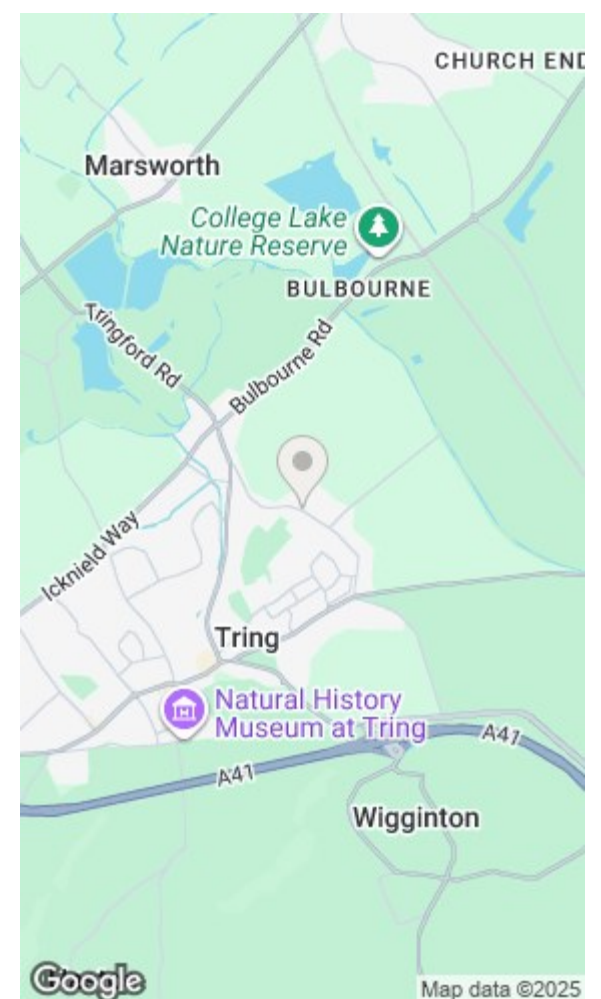 CHURCH END
Marsworth
College Lake
Nature Reserve
BULBOURNE
Tringford Rd
Bulbourne Rd
Icknield Way
Tring
Natural History
Museum at Tring
A41
A41
Wigginton
Google
Map data ©2025